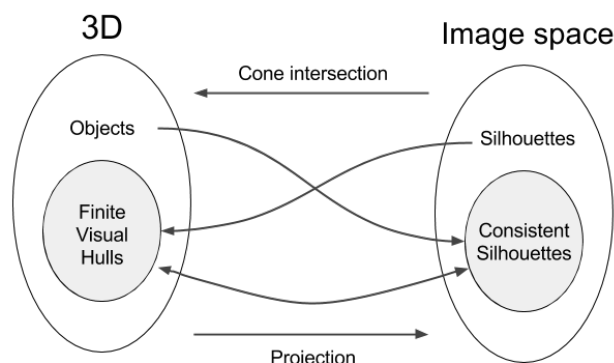 3D
Image space
Cone intersection
Objects
Silhouettes
Finite
Visual
Hulls
Consistent
Silhouettes
Projection